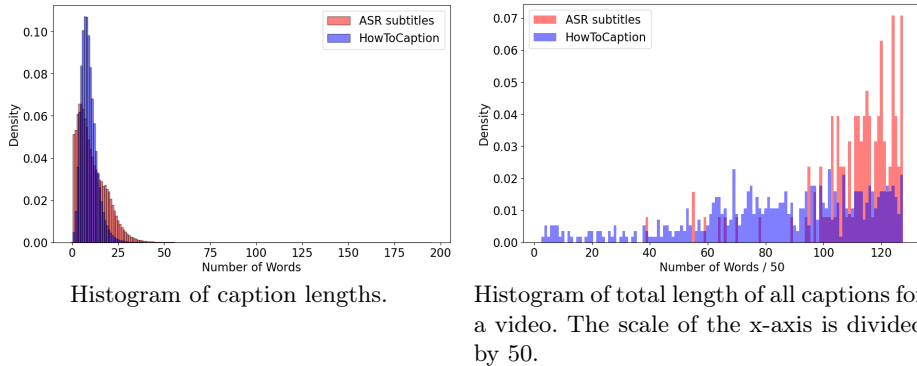 ASR subtitles
HowToCaption
0.10
0.08
0.06
0.04
0.02
0.00
Density
0 25 50 75 100 125 150 175 200
Number of Words
Histogram of caption lengths.
ASR subtitles
HowToCaption
0.07
0.06
0.05
0.04
0.03
0.02
0.01
0.00
Density
0 20 40 60 80 100 120
Number of Words / 50
Histogram of total length of all captions for
a video. The scale of the x-axis is divided
by 50.